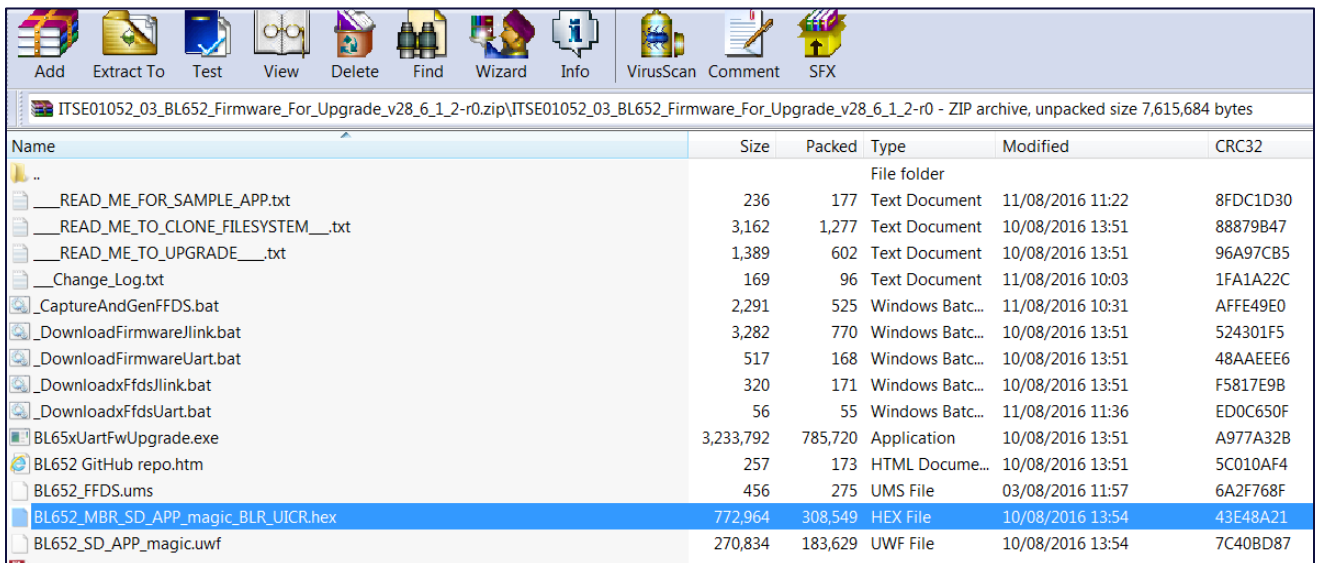 Add Extract To Test View Delete Find Wizard Info VirusScan Comment SFX
ITSE01052_03_BL652_Firmware_For_Upgrade_v28_6_1_2-r0.zip\ITSE01052_03_BL652_Firmware_For_Upgrade_v28_6_1_2-r0 - ZIP archive, unpacked size 7,615,684 bytes
Name Size Packed Type Modified CRC32
.. File folder
____READ_ME_FOR_SAMPLE_APP.txt 236 177 Text Document 11/08/2016 11:22 8FDC1D30
____READ_ME_TO_CLONE_FILESYSTEM__.txt 3,162 1,277 Text Document 10/08/2016 13:51 88879B47
____READ_ME_TO_UPGRADE____.txt 1,389 602 Text Document 10/08/2016 13:51 96A97CB5
__Change_Log.txt 169 96 Text Document 11/08/2016 10:03 1FA1A22C
_CaptureAndGenFFDS.bat 2,291 525 Windows Batc... 11/08/2016 10:31 AFFE49E0
_DownloadFirmwareJlink.bat 3,282 770 Windows Batc... 10/08/2016 13:51 524301F5
_DownloadFirmwareUart.bat 517 168 Windows Batc... 10/08/2016 13:51 48AAEEE6
_DownloadxFfdsJlink.bat 320 171 Windows Batc... 10/08/2016 13:51 F5817E9B
_DownloadxFfdsUart.bat 56 55 Windows Batc... 11/08/2016 11:36 ED0C650F
BL65xUartFwUpgrade.exe 3,233,792 785,720 Application 10/08/2016 13:51 A977A32B
BL652 GitHub repo.htm 257 173 HTML Docume... 10/08/2016 13:51 5C010AF4
BL652_FFDS.ums 456 275 UMS File 03/08/2016 11:57 6A2F768F
BL652_MBR_SD_APP_magic_BLR_UICR.hex 772,964 308,549 HEX File 10/08/2016 13:54 43E48A21
BL652_SD_APP_magic.uwf 270,834 183,629 UWF File 10/08/2016 13:54 7C40BD87